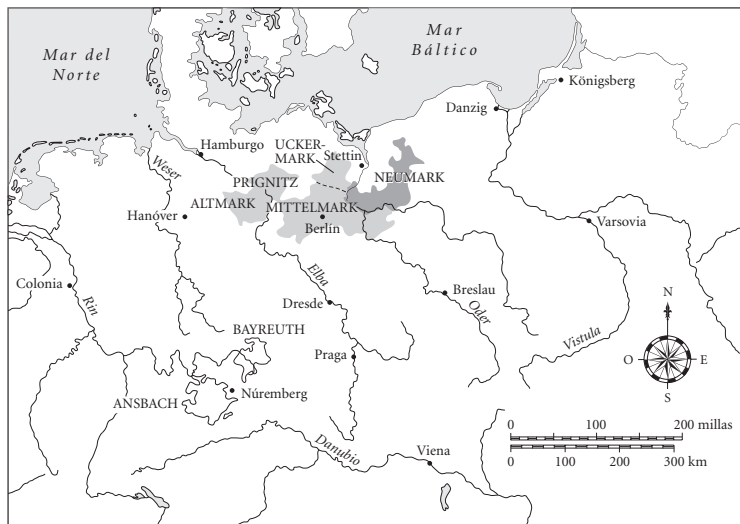 Mar del
Norte
Mar
Báltico
Königsberg
Danzig
Hamburgo
UCKER-
MARK
Stettin
Weser
PRIGNITZ
NEUMARK
ALTMARK
MITTELMARK
Hanóver
Berlín
Varsovia
Colonia
Rin
Elba
Breslau
Oder
Dresde
N
BAYREUTH
Praga
Vistula
O
E
Núremberg
ANSBACH
S
0 100 200 millas
Danubio
Viena
0 100 200 300 km